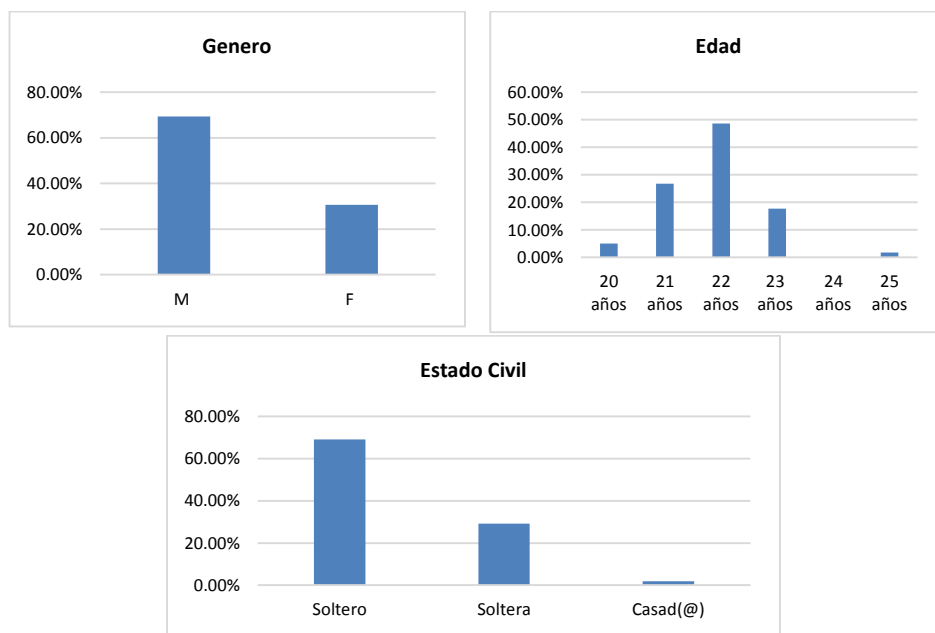 Genero
80.00%
60.00%
40.00%
20.00%
0.00%
M F
Edad
60.00%
50.00%
40.00%
30.00%
20.00%
10.00%
0.00%
20 21 22 23 24 25
años años años años años años
Estado Civil
80.00%
60.00%
40.00%
20.00%
0.00%
Soltero Soltera Casad(@)